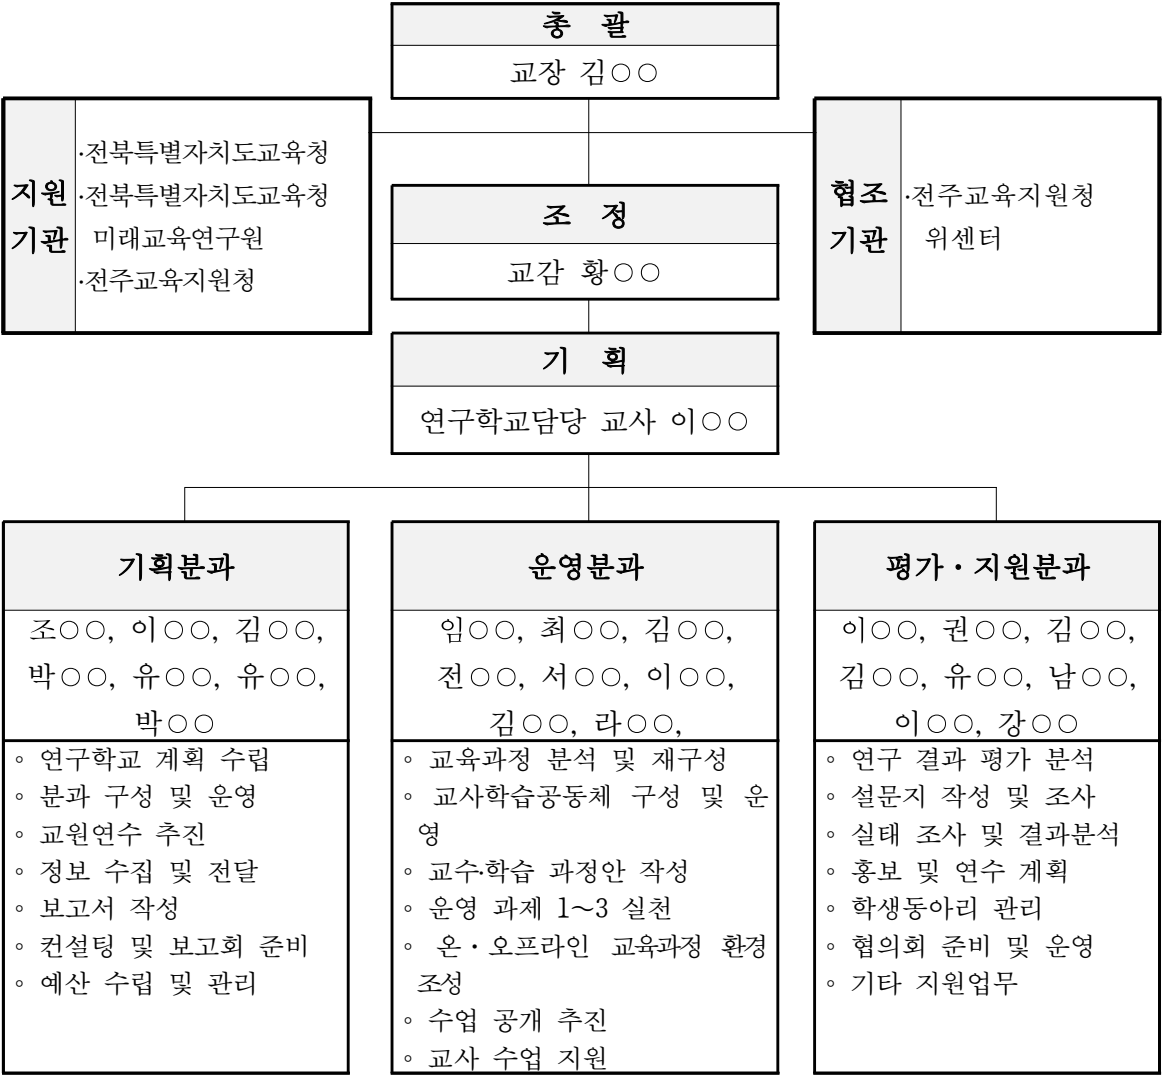 총 괄
교장 김○○
지원
기관
·전북특별자치도교육청
·전북특별자치도교육청
미래교육연구원
·전주교육지원청
조 정
교감 황○○
협조
기관
·전주교육지원청
위센터
기 획
연구학교담당 교사 이○○
기획분과
조○○, 이○○, 김○○,
박○○, 유○○, 유○○,
박○○
◦ 연구학교 계획 수립
◦ 분과 구성 및 운영
◦ 교원연수 추진
◦ 정보 수집 및 전달
◦ 보고서 작성
◦ 컨설팅 및 보고회 준비
◦ 예산 수립 및 관리
운영분과
임○○, 최○○, 김○○,
전○○, 서○○, 이○○,
김○○, 라○○,
◦ 교육과정 분석 및 재구성
◦ 교사학습공동체 구성 및 운
영
◦ 교수·학습 과정안 작성
◦ 운영 과제 1~3 실천
◦ 온·오프라인 교육과정 환경
조성
◦ 수업 공개 추진
◦ 교사 수업 지원
평가·지원분과
이○○, 권○○, 김○○,
김○○, 유○○, 남○○,
이○○, 강○○
◦ 연구 결과 평가 분석
◦ 설문지 작성 및 조사
◦ 실태 조사 및 결과분석
◦ 홍보 및 연수 계획
◦ 학생동아리 관리
◦ 협의회 준비 및 운영
◦ 기타 지원업무